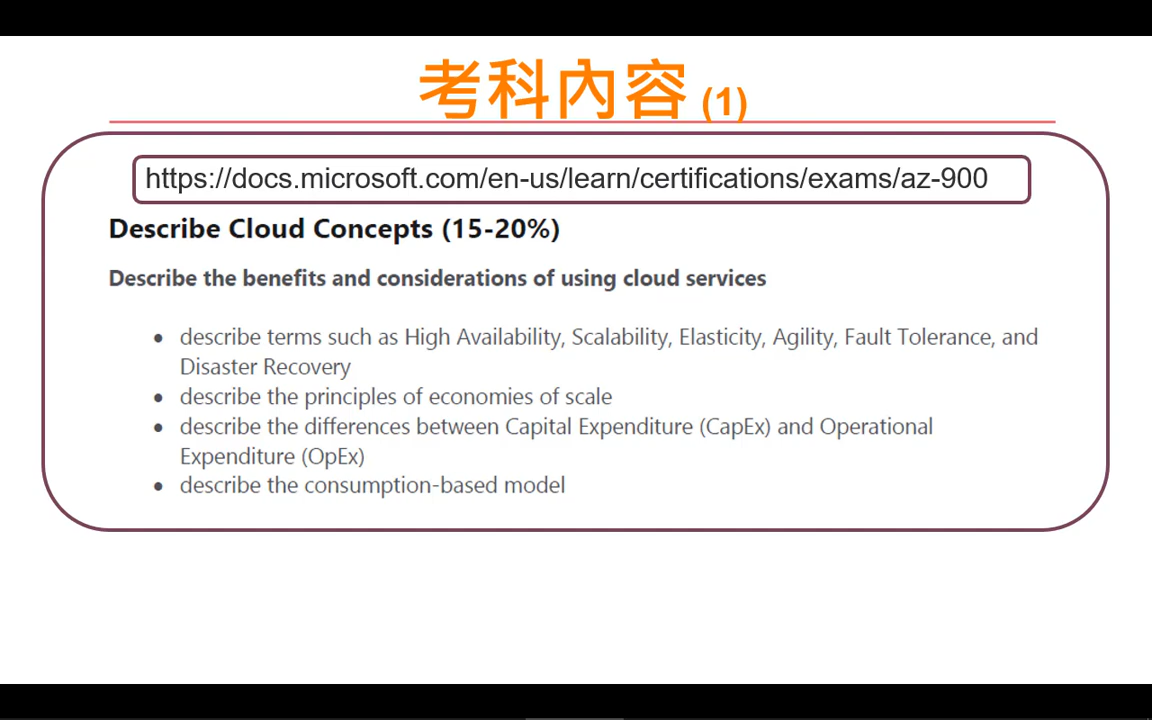 考科內容 (1)
https://docs.microsoft.com/en-us/learn/certifications/exams/az-900
Describe Cloud Concepts (15-20%)
Describe the benefits and considerations of using cloud services
• describe terms such as High Availability, Scalability, Elasticity, Agility, Fault Tolerance, and
Disaster Recovery
• describe the principles of economies of scale
• describe the differences between Capital Expenditure (CapEx) and Operational
Expenditure (OpEx)
• describe the consumption-based model